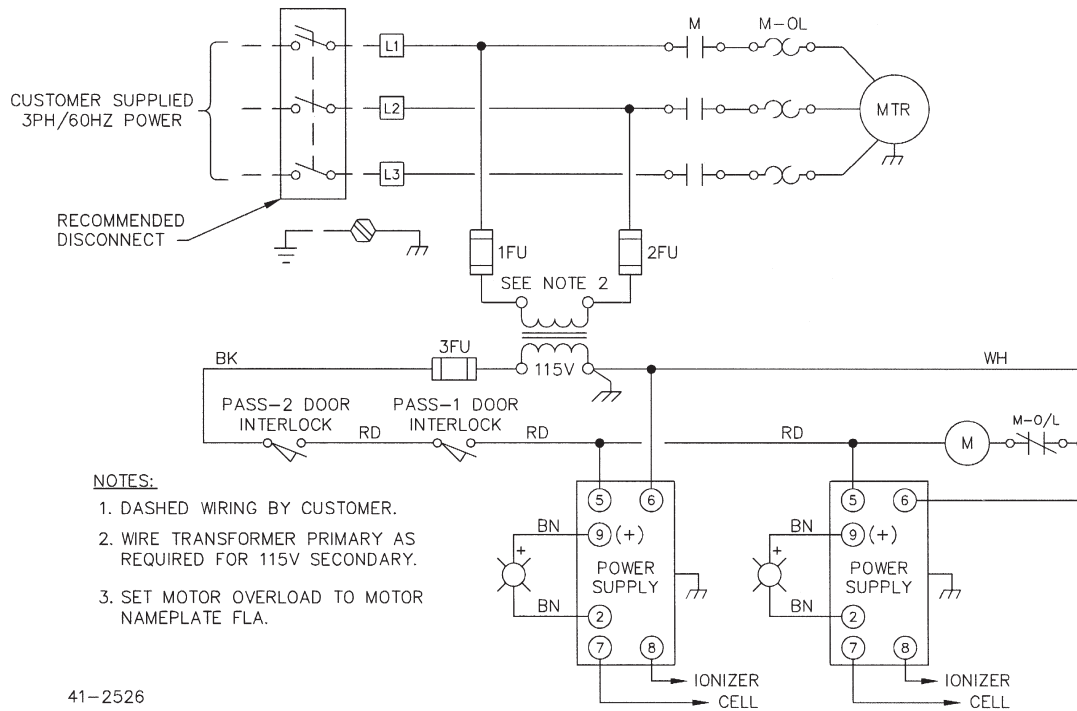 M M-OL
L1
L2
L3
CUSTOMER SUPPLIED
3PH/60HZ POWER
MTR
RECOMMENDED
DISCONNECT
1FU
2FU
SEE NOTE 2
3FU
BK
115V
WH
PASS-2 DOOR
INTERLOCK
PASS-1 DOOR
INTERLOCK
RD
RD
RD
M
M-O/L
NOTES:
1. DASHED WIRING BY CUSTOMER.
2. WIRE TRANSFORMER PRIMARY AS
REQUIRED FOR 115V SECONDARY.
3. SET MOTOR OVERLOAD TO MOTOR
NAMEPLATE FLA.
5 6
BN 9 (+)
+
POWER
SUPPLY
BN 2
7 8
IONIZER
CELL
5 6
BN 9 (+)
+
POWER
SUPPLY
BN 2
7 8
IONIZER
CELL
41-2526